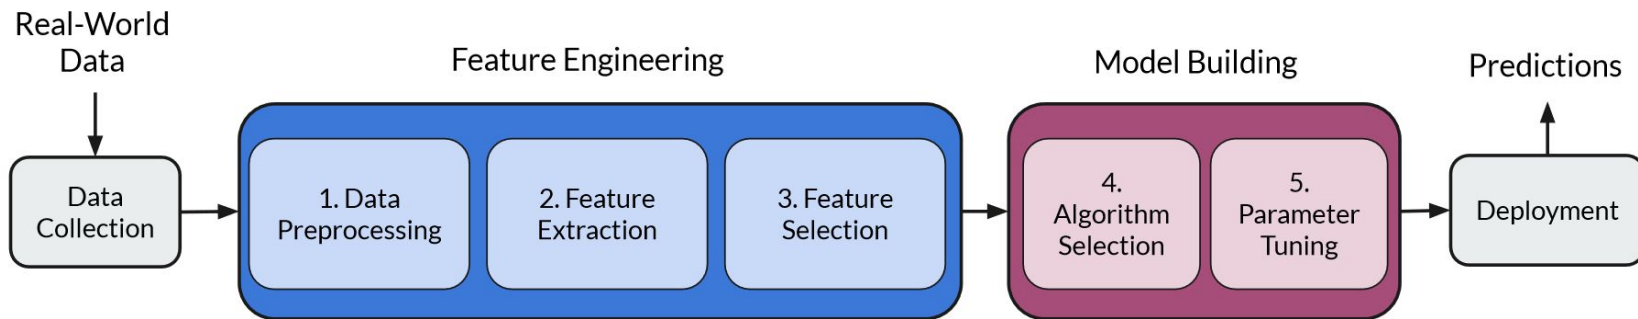 Real-World
Data
Feature Engineering
Model Building
Predictions
Data
Collection
1. Data
Preprocessing
2. Feature
Extraction
3. Feature
Selection
4.
Algorithm
Selection
5.
Parameter
Tuning
Deployment